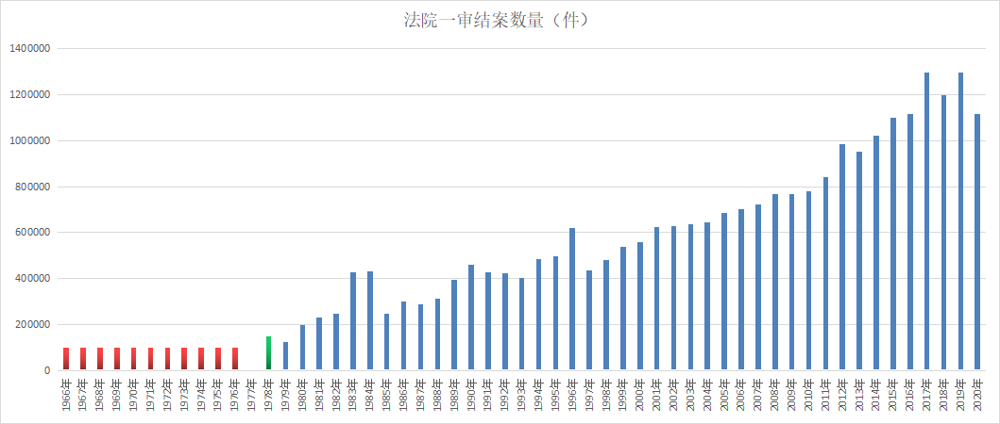 法院一审结案数量（件）
1400000
1200000
1000000
800000
600000
400000
200000
0
1966年
1967年
1968年
1969年
1970年
1971年
1972年
1973年
1974年
1975年
1976年
1977年
1978年
1979年
1980年
1981年
1982年
1983年
1984年
1985年
1986年
1987年
1988年
1989年
1990年
1991年
1992年
1993年
1994年
1995年
1996年
1997年
1998年
1999年
2000年
2001年
2002年
2003年
2004年
2005年
2006年
2007年
2008年
2009年
2010年
2011年
2012年
2013年
2014年
2015年
2016年
2017年
2018年
2019年
2020年